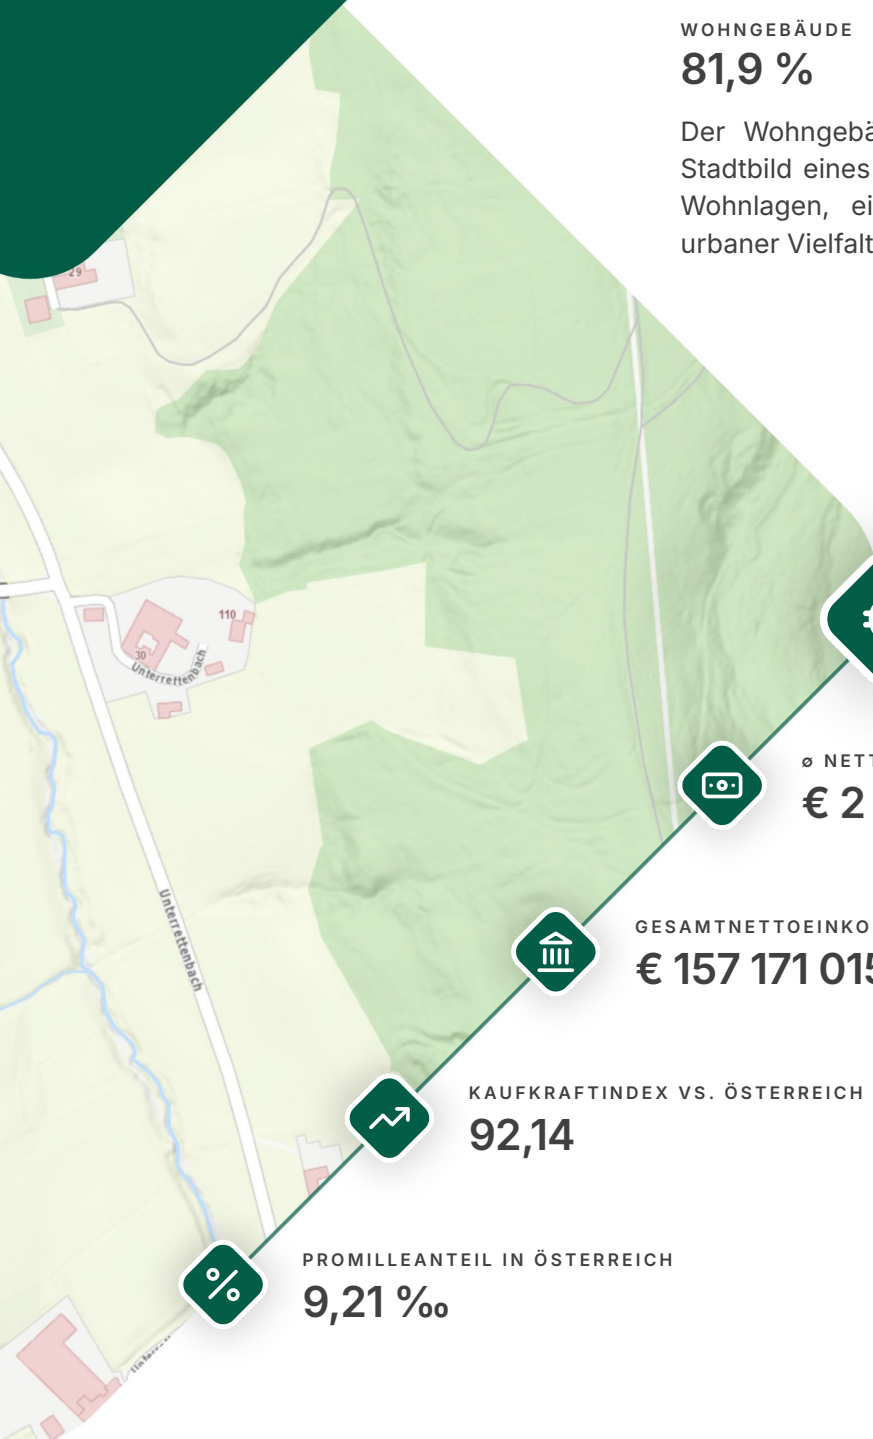 WOHNGEBÄUDE
81,9 %
Der Wohngebä
Stadtbild eines
Wohnlagen, ei
urbaner Vielfalt
29
110
30
Unterrettenbach
ø NETT
€ 2
Unterrettenbach
GESAMTNETTOEINKO
€ 157 171 015
KAUFKRAFTINDEX VS. ÖSTERREICH
92,14
PROMILLEANTEIL IN ÖSTERREICH
9,21 ‰